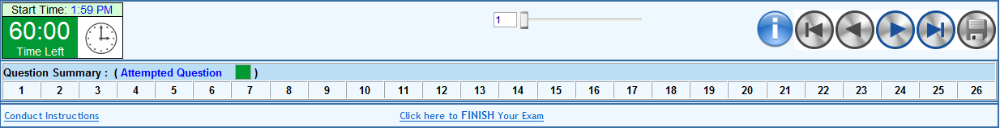 Start Time: 1:59 PM
60:00
Time Left
1
i
Question Summary : ( Attempted Question )
1 2 3 4 5 6 7 8 9 10 11 12 13 14 15 16 17 18 19 20 21 22 23 24 25 26
Conduct Instructions
Click here to FINISH Your Exam